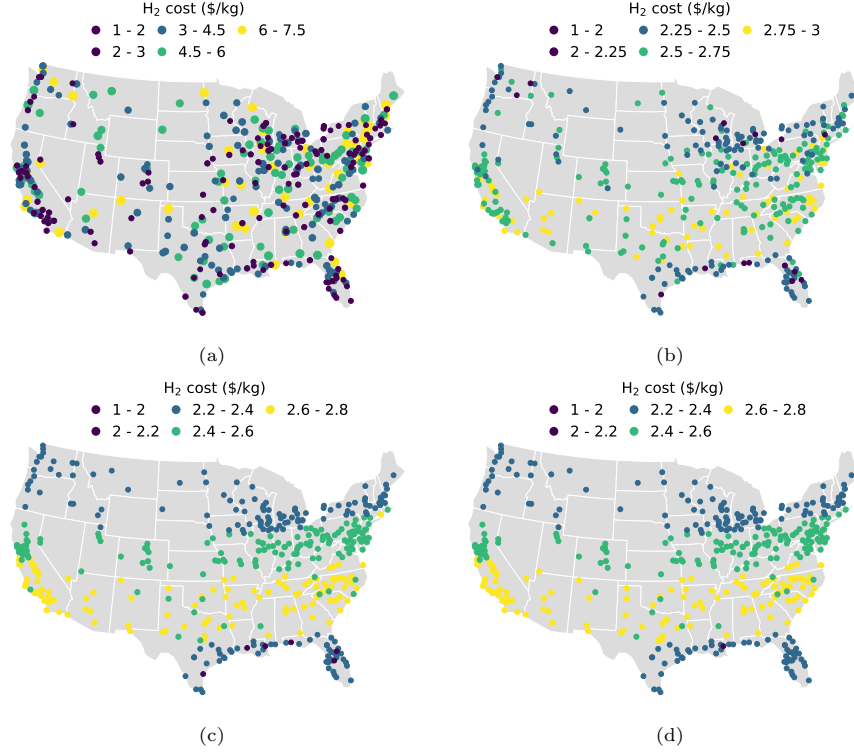 H₂ cost ($/kg)
1 - 2 3 - 4.5 6 - 7.5
2 - 3 4.5 - 6
(a)
H₂ cost ($/kg)
1 - 2 2.25 - 2.5 2.75 - 3
2 - 2.25 2.5 - 2.75
(b)
H₂ cost ($/kg)
1 - 2 2.2 - 2.4 2.6 - 2.8
2 - 2.2 2.4 - 2.6
(c)
H₂ cost ($/kg)
1 - 2 2.2 - 2.4 2.6 - 2.8
2 - 2.2 2.4 - 2.6
(d)